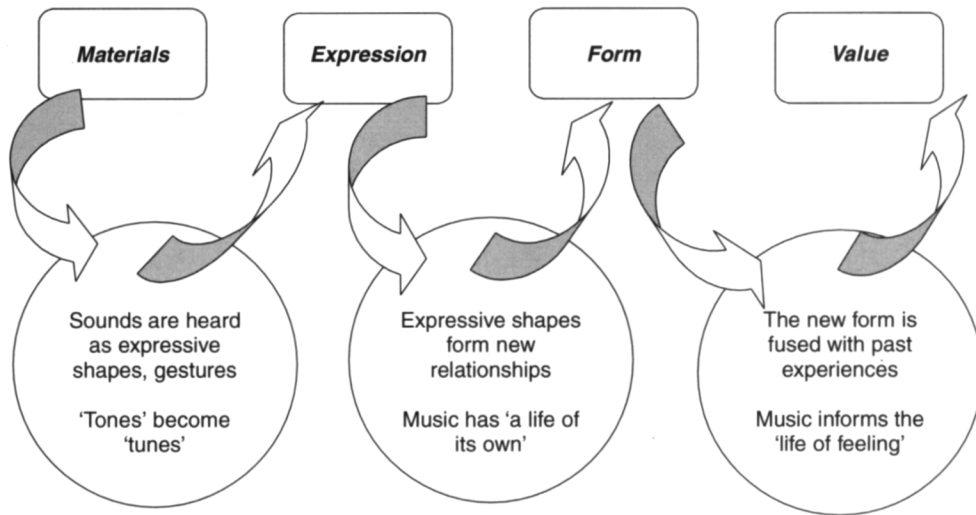 Materials
Expression
Form
Value
Sounds are heard
as expressive
shapes, gestures
‘Tones’ become
‘tunes’
Expressive shapes
form new
relationships
Music has ‘a life of
its own’
The new form is
fused with past
experiences
Music informs the
‘life of feeling’